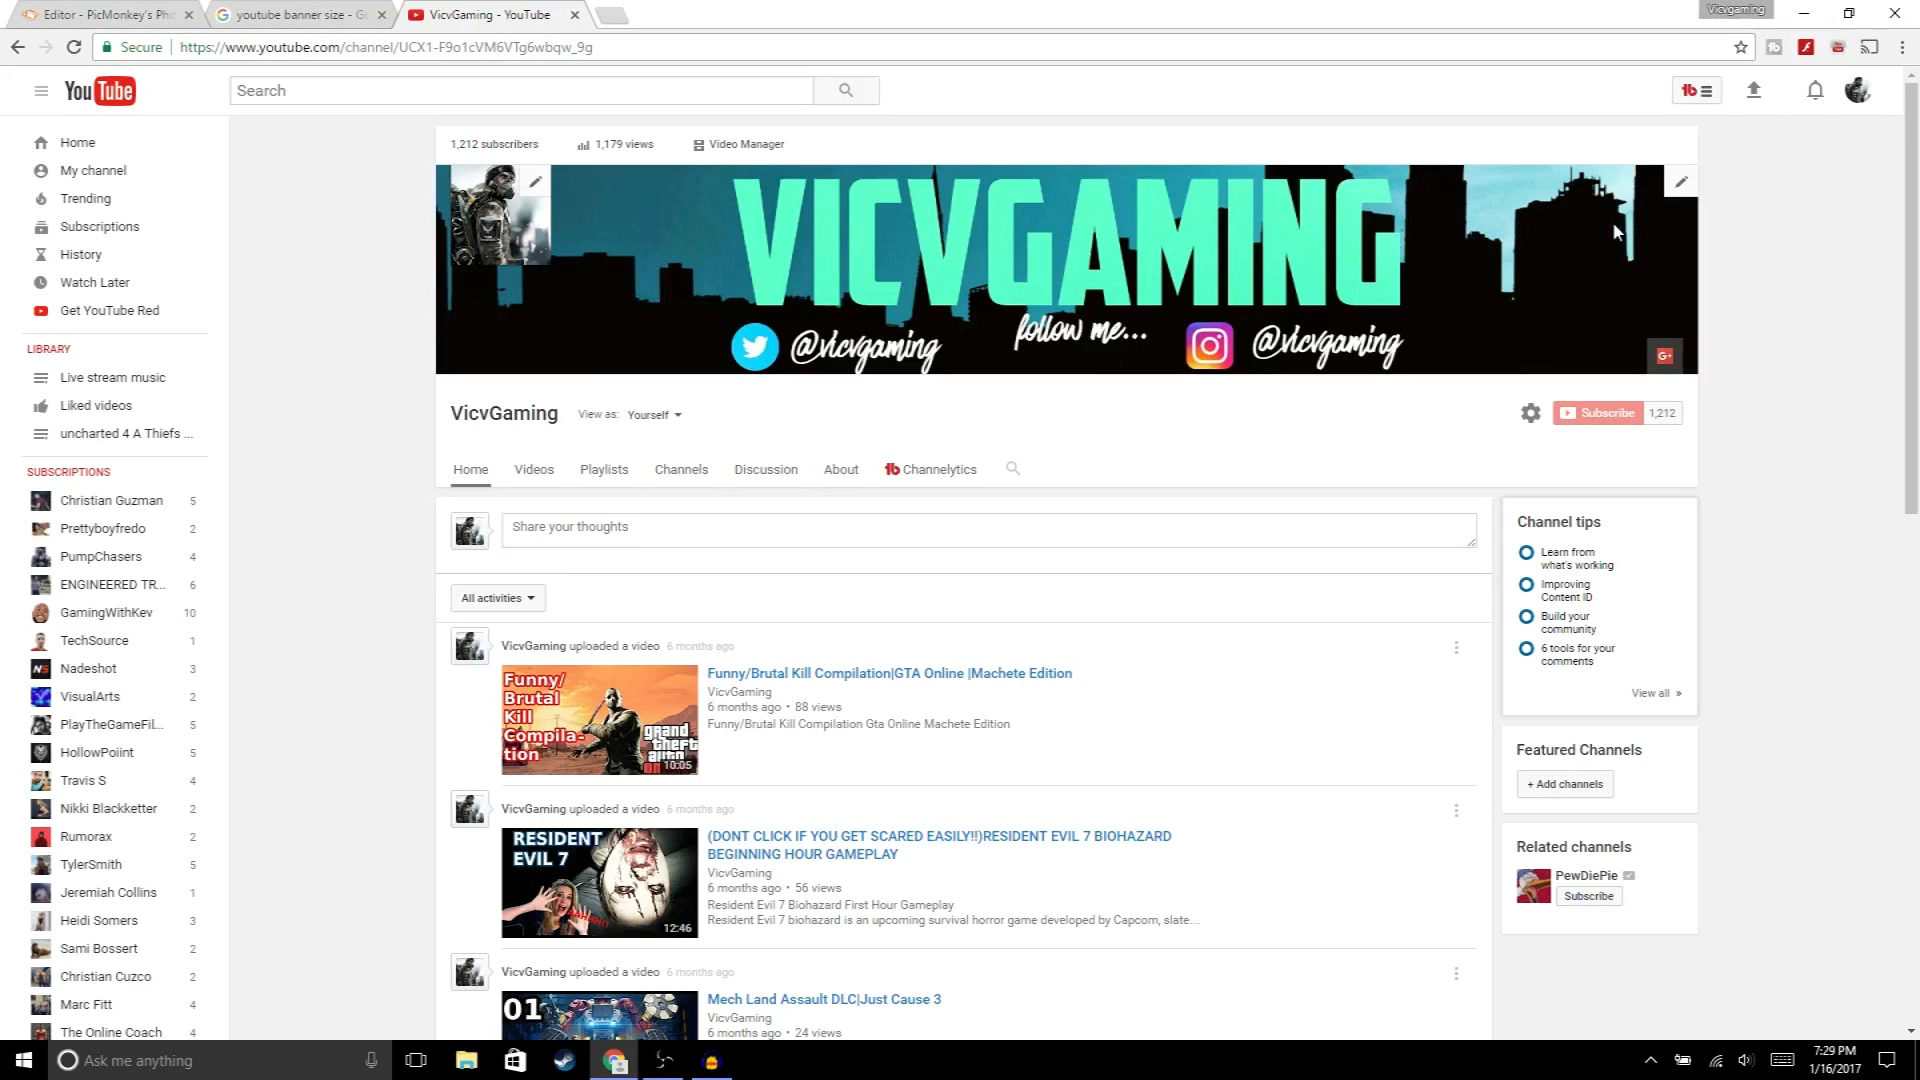 Editor - PicMonkey's Pho
youtube banner size - Go
VicvGaming - YouTube
Vicvgaming
Secure
https://www.youtube.com/channel/UCX1-F9o1cVM6VTg6wbqw_9g
YouTube
Search
Home
My channel
Trending
Subscriptions
History
Watch Later
Get YouTube Red
LIBRARY
Live stream music
Liked videos
uncharted 4 A Thiefs ...
SUBSCRIPTIONS
Christian Guzman 5
Prettyboyfredo 2
PumpChasers 4
ENGINEERED TR... 6
GamingWithKev 10
TechSource 1
Nadeshot 3
VisualArts 2
PlayTheGameFil... 5
HollowPoiint 5
Travis S 4
Nikki Blackketter 2
Rumorax 2
TylerSmith 5
Jeremiah Collins 1
Heidi Somers 3
Sami Bossert 2
Christian Cuzco 2
Marc Fitt 4
The Online Coach 4
1,212 subscribers
1,179 views
Video Manager
VICVGAMING
follow me...
@vicvgaming
@vicvgaming
G+
VicvGaming
View as: Yourself
Subscribe 1,212
Home
Videos
Playlists
Channels
Discussion
About
Channelytics
Share your thoughts
All activities
VicvGaming uploaded a video 6 months ago
Funny/
Brutal
Kill
Compila-
tion
grand
theft
auto
10:05
Funny/Brutal Kill Compilation|GTA Online |Machete Edition
VicvGaming
6 months ago • 88 views
Funny/Brutal Kill Compilation Gta Online Machete Edition
VicvGaming uploaded a video 6 months ago
RESIDENT
EVIL 7
12:46
(DONT CLICK IF YOU GET SCARED EASILY!!)RESIDENT EVIL 7 BIOHAZARD
BEGINNING HOUR GAMEPLAY
VicvGaming
6 months ago • 56 views
Resident Evil 7 Biohazard First Hour Gameplay
Resident Evil 7 biohazard is an upcoming survival horror game developed by Capcom, slate...
VicvGaming uploaded a video 6 months ago
01
Mech Land Assault DLC|Just Cause 3
VicvGaming
6 months ago • 24 views
Channel tips
Learn from
what's working
Improving
Content ID
Build your
community
6 tools for your
comments
View all »
Featured Channels
+ Add channels
Related channels
PewDiePie
Subscribe
Ask me anything
7:29 PM
1/16/2017